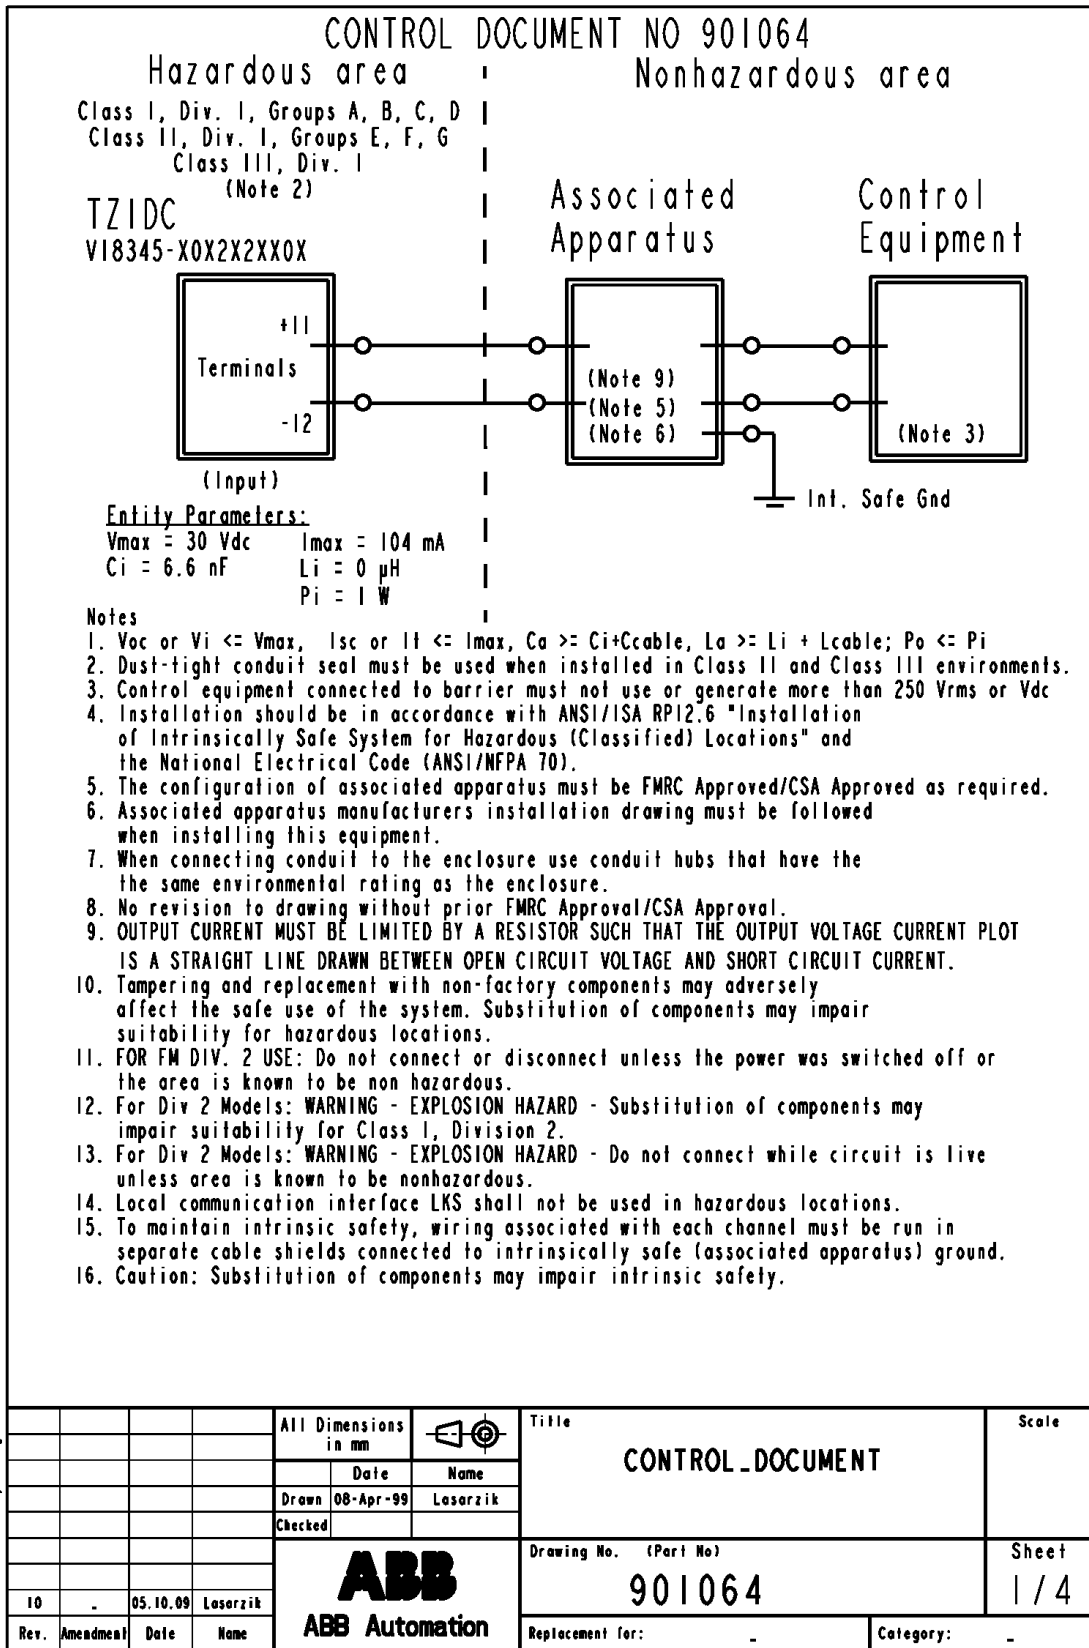 CONTROL DOCUMENT NO 901064
Hazardous area
Nonhazardous area
Class I, Div. 1, Groups A, B, C, D
Class II, Div. 1, Groups E, F, G
Class III, Div. 1
(Note 2)
TZIDC
V18345-X0X2X2XX0X
Associated
Apparatus
Control
Equipment
+11
Terminals
-12
(Input)
(Note 9)
(Note 5)
(Note 6)
(Note 3)
Int. Safe Gnd
Entity Parameters:
Vmax = 30 Vdc Imax = 104 mA
Ci = 6.6 nF Li = 0 µH
Pi = 1 W
Notes
1. Voc or Vi <= Vmax, Isc or It <= Imax, Ca >= Ci+Ccable, La >= Li + Lcable; Po <= Pi
2. Dust-tight conduit seal must be used when installed in Class II and Class III environments.
3. Control equipment connected to barrier must not use or generate more than 250 Vrms or Vdc
4. Installation should be in accordance with ANSI/ISA RP12.6 "Installation
of Intrinsically Safe System for Hazardous (Classified) Locations" and
the National Electrical Code (ANSI/NFPA 70).
5. The configuration of associated apparatus must be FMRC Approved/CSA Approved as required.
6. Associated apparatus manufacturers installation drawing must be followed
when installing this equipment.
7. When connecting conduit to the enclosure use conduit hubs that have the
the same environmental rating as the enclosure.
8. No revision to drawing without prior FMRC Approval/CSA Approval.
9. OUTPUT CURRENT MUST BE LIMITED BY A RESISTOR SUCH THAT THE OUTPUT VOLTAGE CURRENT PLOT
IS A STRAIGHT LINE DRAWN BETWEEN OPEN CIRCUIT VOLTAGE AND SHORT CIRCUIT CURRENT.
10. Tampering and replacement with non-factory components may adversely
affect the safe use of the system. Substitution of components may impair
suitability for hazardous locations.
11. FOR FM DIV. 2 USE: Do not connect or disconnect unless the power was switched off or
the area is known to be non hazardous.
12. For Div 2 Models: WARNING - EXPLOSION HAZARD - Substitution of components may
impair suitability for Class I, Division 2.
13. For Div 2 Models: WARNING - EXPLOSION HAZARD - Do not connect while circuit is live
unless area is known to be nonhazardous.
14. Local communication interface LKS shall not be used in hazardous locations.
15. To maintain intrinsic safety, wiring associated with each channel must be run in
separate cable shields connected to intrinsically safe (associated apparatus) ground.
16. Caution: Substitution of components may impair intrinsic safety.
All Dimensions
in mm
Date Name
Drawn 08-Apr-99 Lasarzik
Checked
Title
CONTROL_DOCUMENT
Scale
10 - 05.10.09 Lasarzik
Rev. Amendment Date Name
ABB
ABB Automation
Drawing No. (Part No)
901064
Sheet
1/4
Replacement for: -
Category: -